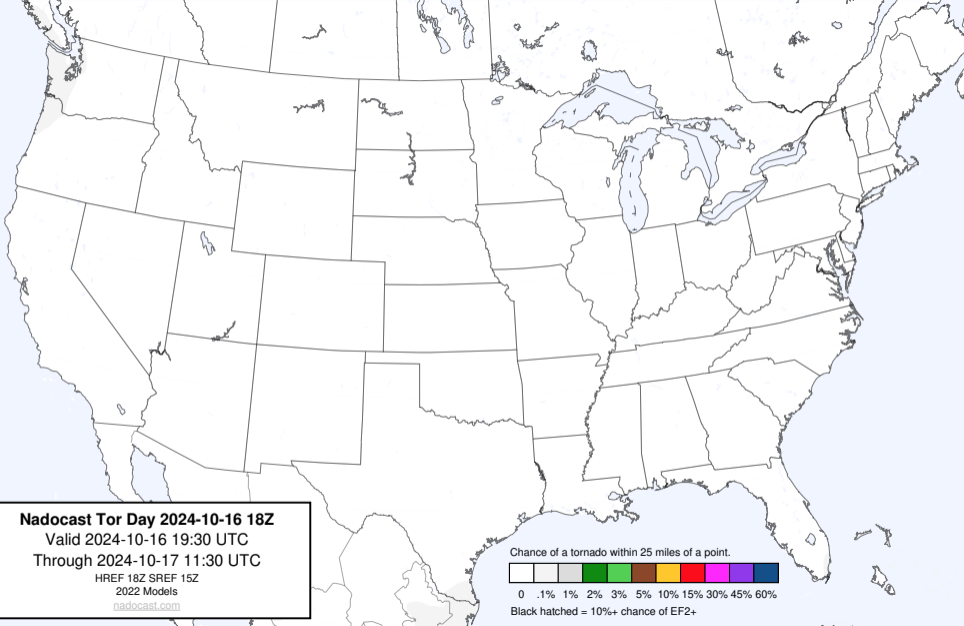 Nadocast Tor Day 2024-10-16 18Z
Valid 2024-10-16 19:30 UTC
Through 2024-10-17 11:30 UTC
HREF 18Z SREF 15Z
2022 Models
nadocast.com
Chance of a tornado within 25 miles of a point.
0 .1% 1% 2% 3% 5% 10% 15% 30% 45% 60%
Black hatched = 10%+ chance of EF2+